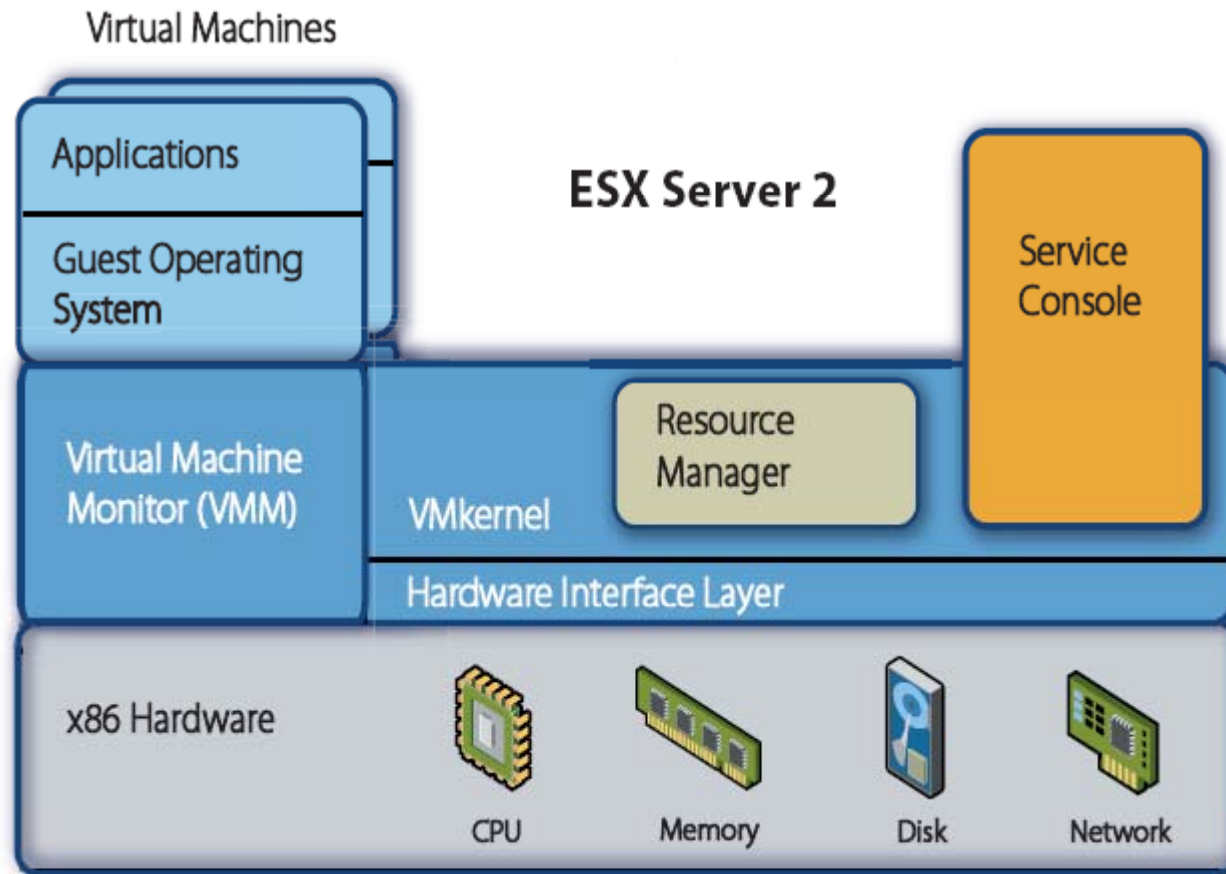 Virtual Machines
Applications
Guest Operating
System
ESX Server 2
Service
Console
Resource
Manager
Virtual Machine
Monitor (VMM)
VMkernel
Hardware Interface Layer
x86 Hardware
CPU
Memory
Disk
Network